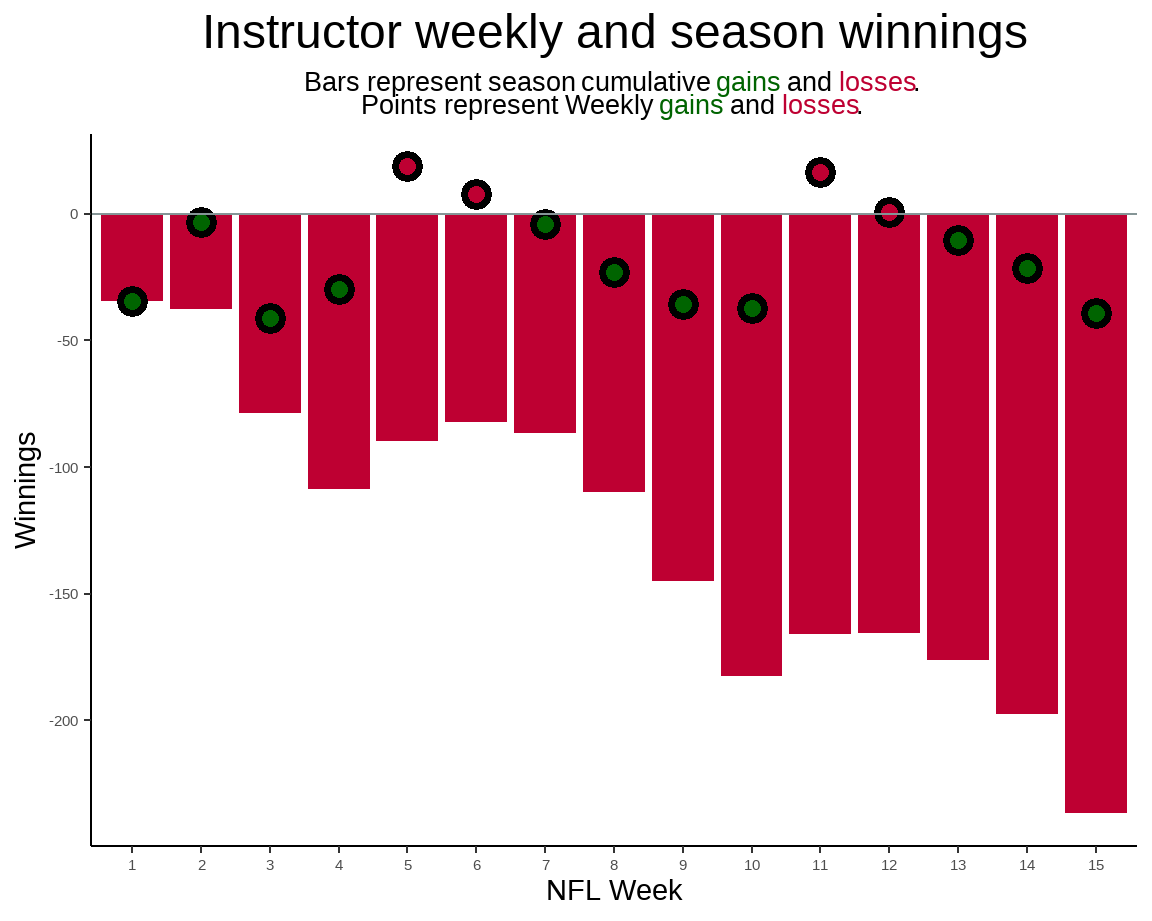 Instructor weekly and season winnings
Bars represent season cumulative gains and losses.
Points represent Weekly gains and losses.
Winnings
0
-50
-100
-150
-200
1 2 3 4 5 6 7 8 9 10 11 12 13 14 15
NFL Week